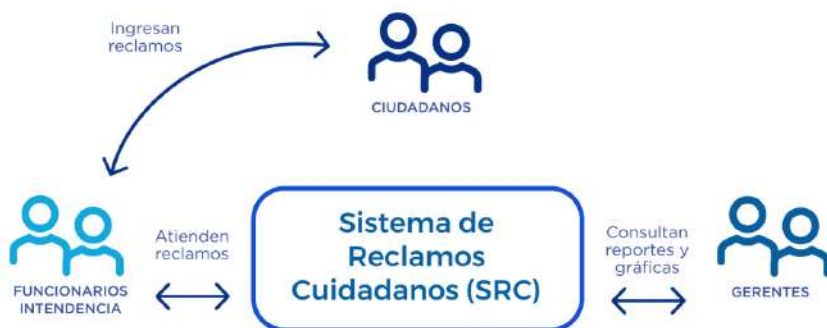 Ingresan
reclamos
CIUDADANOS
Atienden
reclamos
FUNCIONARIOS
INTENDENCIA
Sistema de
Reclamos
Cuidadanos (SRC)
Consultan
reportes y
gráficas
GERENTES